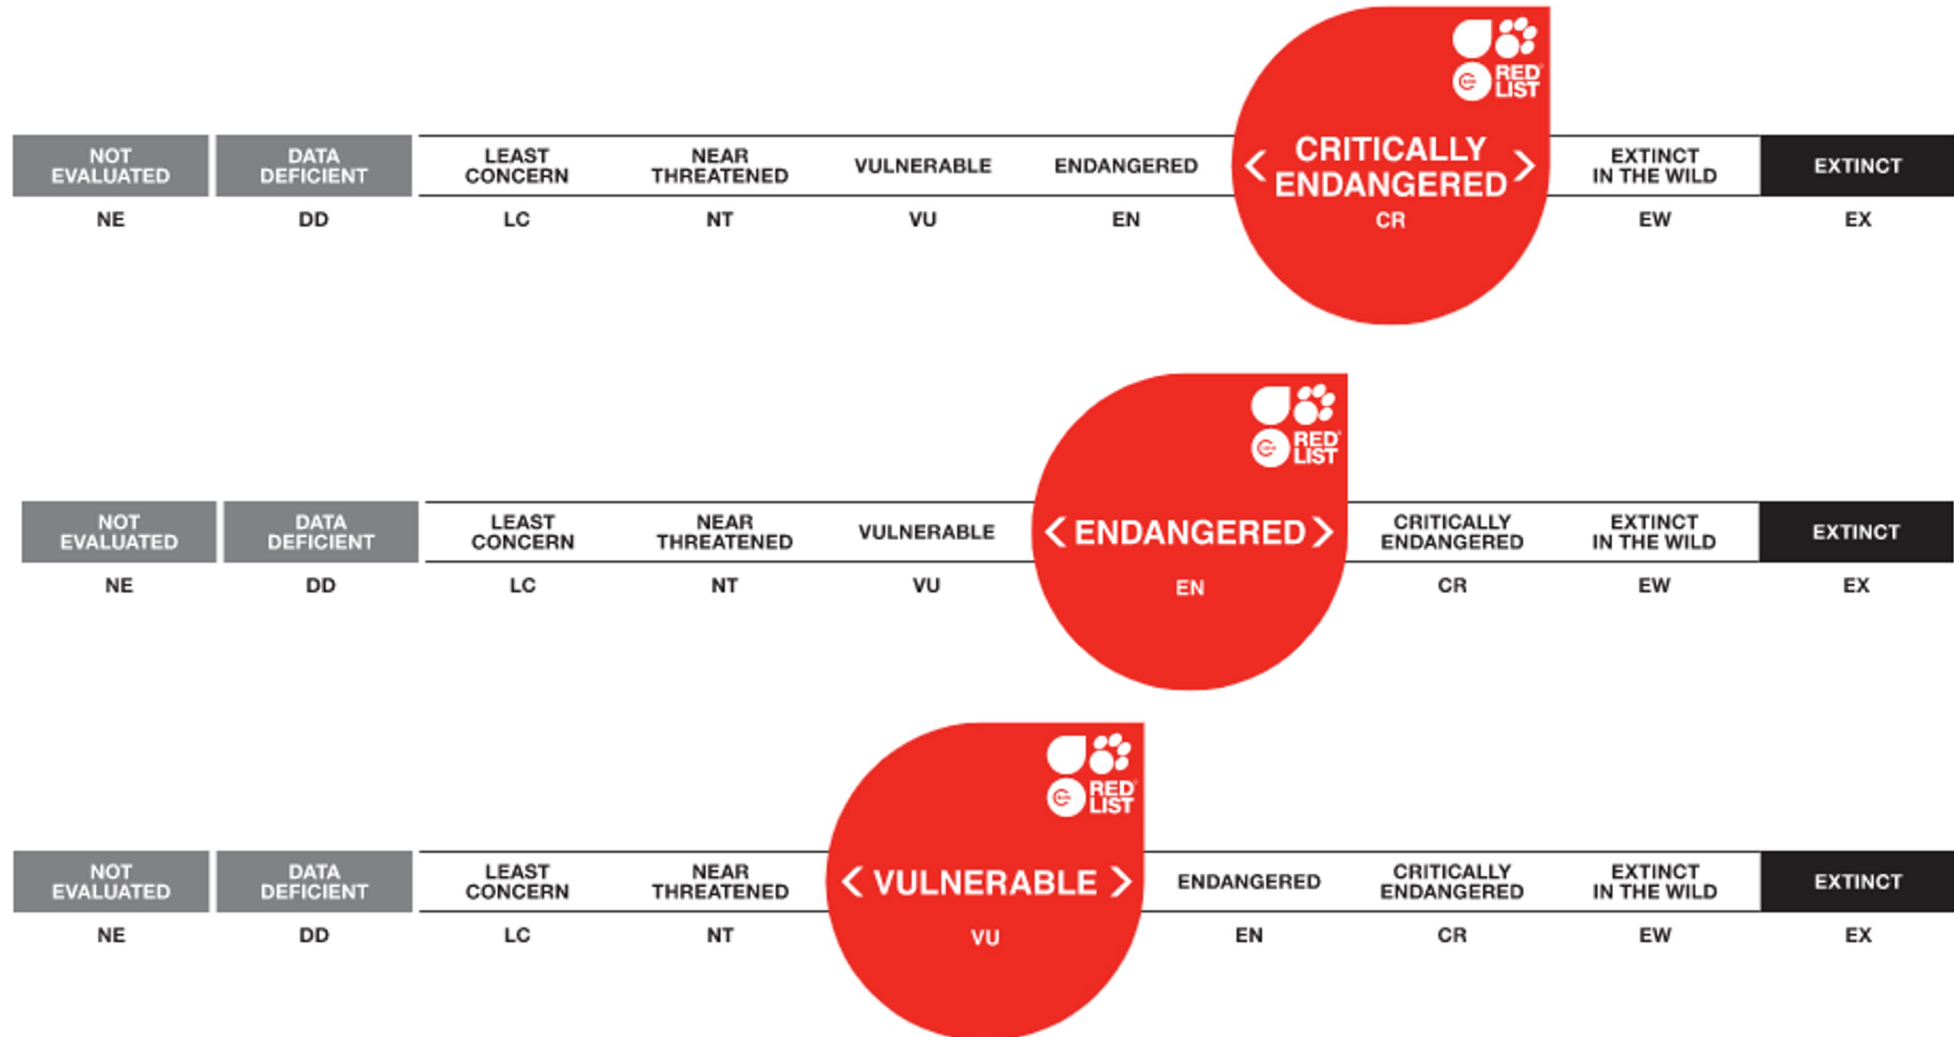 RED LIST
NOT EVALUATED
DATA DEFICIENT
LEAST CONCERN
NEAR THREATENED
VULNERABLE
ENDANGERED
< CRITICALLY ENDANGERED >
EXTINCT IN THE WILD
EXTINCT
NE DD LC NT VU EN CR EW EX
RED LIST
NOT EVALUATED
DATA DEFICIENT
LEAST CONCERN
NEAR THREATENED
VULNERABLE
< ENDANGERED >
CRITICALLY ENDANGERED
EXTINCT IN THE WILD
EXTINCT
NE DD LC NT VU EN CR EW EX
RED LIST
NOT EVALUATED
DATA DEFICIENT
LEAST CONCERN
NEAR THREATENED
< VULNERABLE >
ENDANGERED
CRITICALLY ENDANGERED
EXTINCT IN THE WILD
EXTINCT
NE DD LC NT VU EN CR EW EX